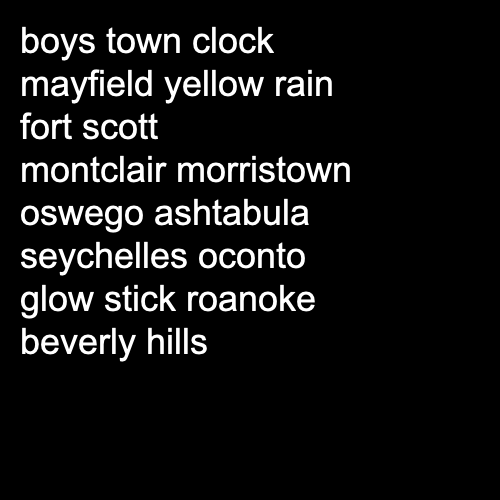 boys town clock
mayfield yellow rain
fort scott
montclair morristown
oswego ashtabula
seychelles oconto
glow stick roanoke
beverly hills